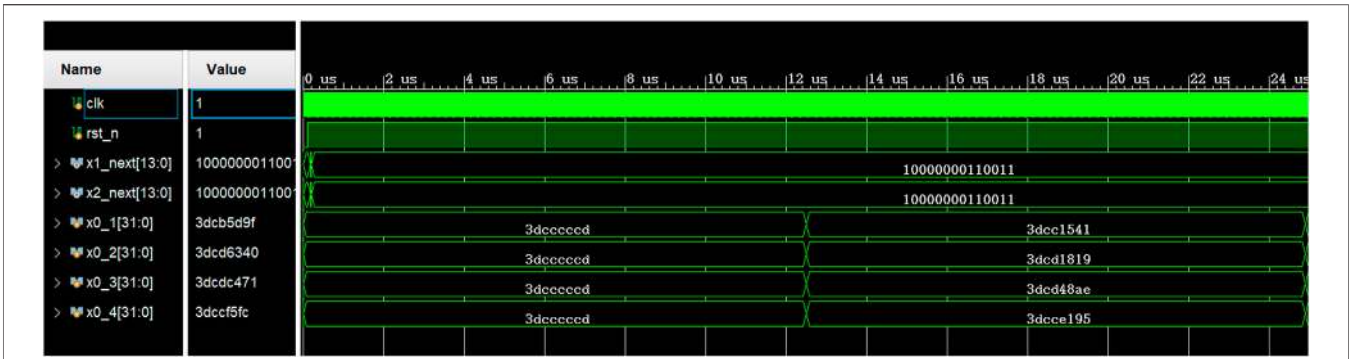 Name Value
0 us 2 us 4 us 6 us 8 us 10 us 12 us 14 us 16 us 18 us 20 us 22 us 24 us
clk 1
rst_n 1
x1_next[13:0] 100000001100 10000000110011
x2_next[13:0] 100000001100 10000000110011
x0_1[31:0] 3dcb5d9f 3dcccccd 3dcc1541
x0_2[31:0] 3dcd6340 3dcccccd 3dcd1819
x0_3[31:0] 3dcdc471 3dcccccd 3dcd48ae
x0_4[31:0] 3dccf5fc 3dcccccd 3dcce195